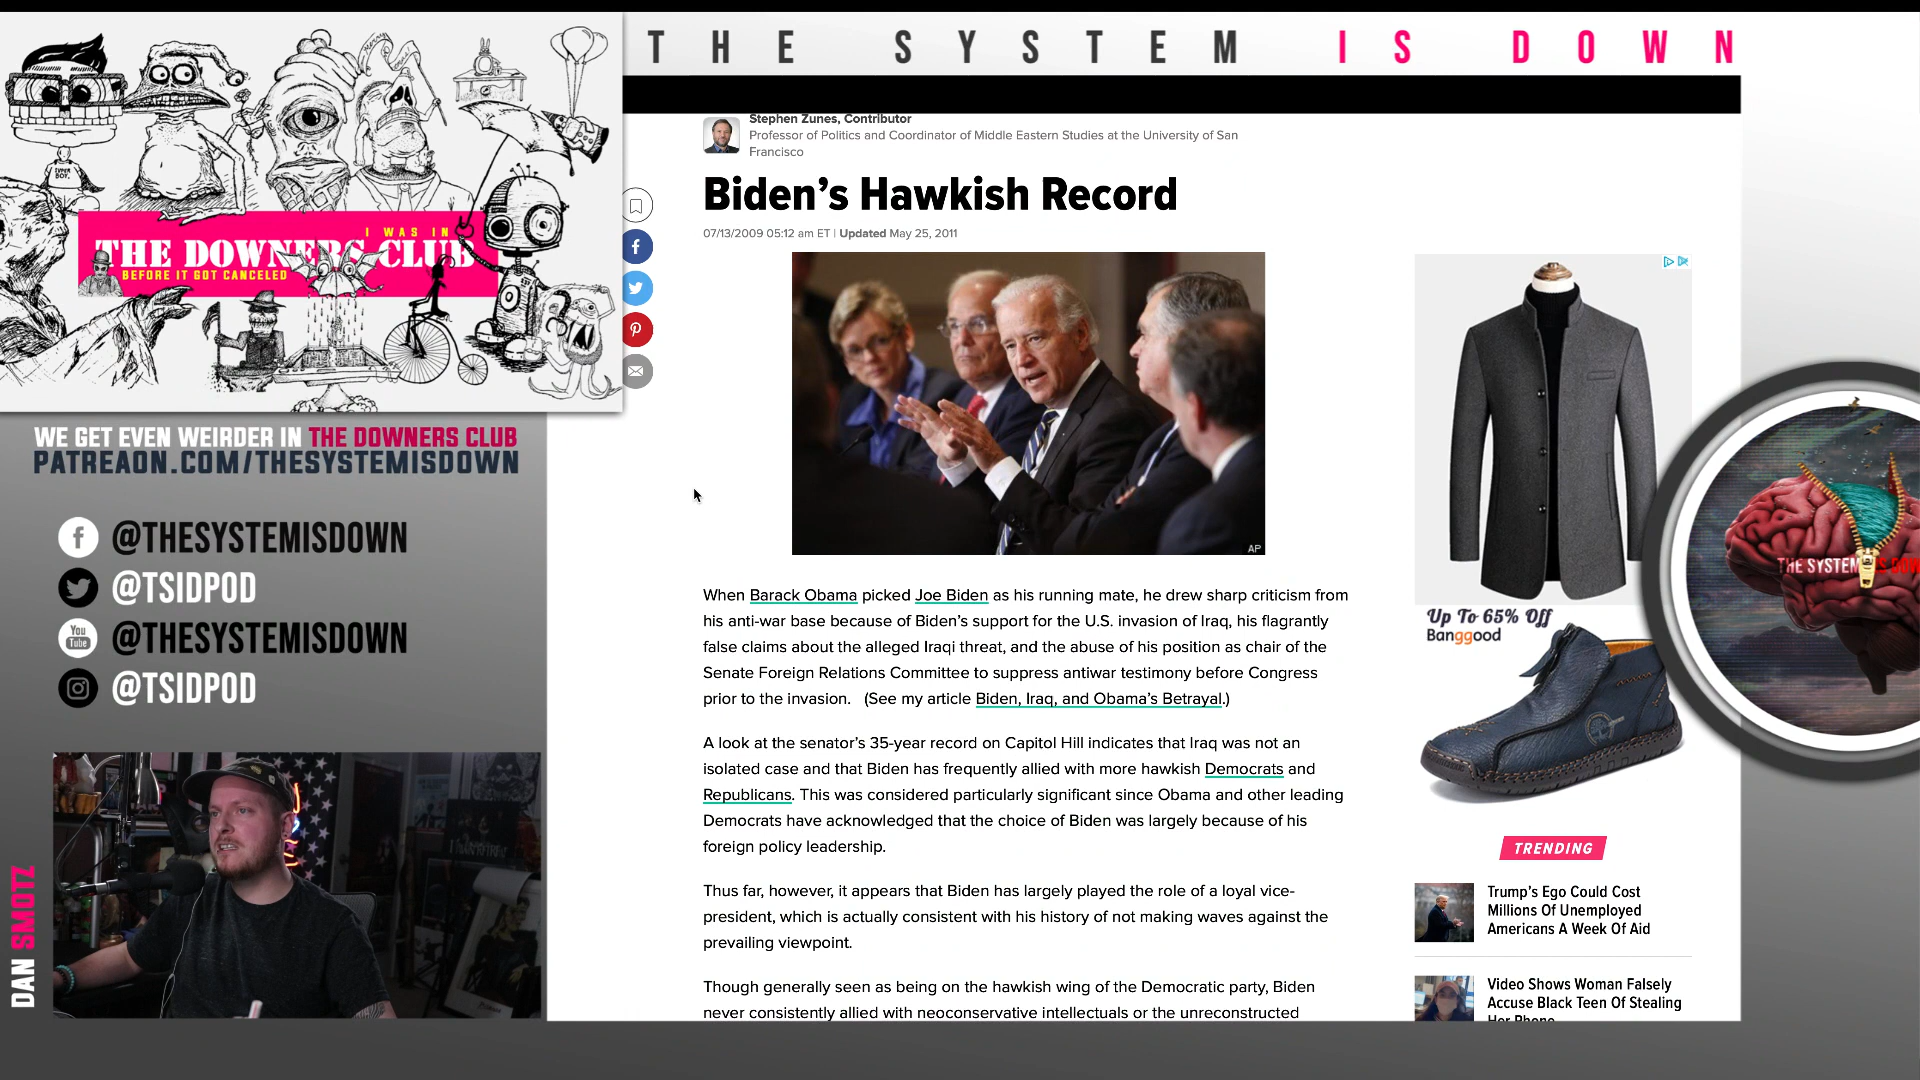 THE SYSTEM IS DOWN
SUPER
BOY.
I WAS IN
THE DOWNERS CLUB
BEFORE IT GOT CANCELED
WE GET EVEN WEIRDER IN THE DOWNERS CLUB
PATREAON.COM/THESYSTEMISDOWN
@THESYSTEMISDOWN
@TSIDPOD
You
Tube
@THESYSTEMISDOWN
@TSIDPOD
DAN SMOTZ
Stephen Zunes, Contributor
Professor of Politics and Coordinator of Middle Eastern Studies at the University of San
Francisco
Biden's Hawkish Record
07/13/2009 05:12 am ET | Updated May 25, 2011
AP
When Barack Obama picked Joe Biden as his running mate, he drew sharp criticism from
his anti-war base because of Biden's support for the U.S. invasion of Iraq, his flagrantly
false claims about the alleged Iraqi threat, and the abuse of his position as chair of the
Senate Foreign Relations Committee to suppress antiwar testimony before Congress
prior to the invasion. (See my article Biden, Iraq, and Obama's Betrayal.)
A look at the senator's 35-year record on Capitol Hill indicates that Iraq was not an
isolated case and that Biden has frequently allied with more hawkish Democrats and
Republicans. This was considered particularly significant since Obama and other leading
Democrats have acknowledged that the choice of Biden was largely because of his
foreign policy leadership.
Thus far, however, it appears that Biden has largely played the role of a loyal vice-
president, which is actually consistent with his history of not making waves against the
prevailing viewpoint.
Though generally seen as being on the hawkish wing of the Democratic party, Biden
never consistently allied with neoconservative intellectuals or the unreconstructed
Up To 65% Off
Banggood
TRENDING
Trump's Ego Could Cost
Millions Of Unemployed
Americans A Week Of Aid
Video Shows Woman Falsely
Accuse Black Teen Of Stealing
Her Phone
THE SYSTEM IS DOW